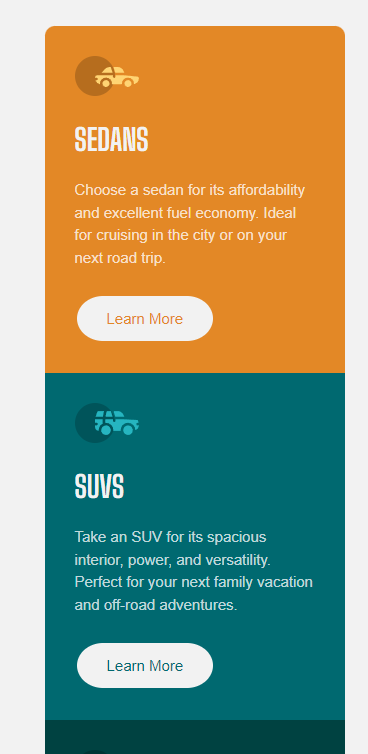 SEDANS
Choose a sedan for its affordability
and excellent fuel economy. Ideal
for cruising in the city or on your
next road trip.
Learn More
SUVS
Take an SUV for its spacious
interior, power, and versatility.
Perfect for your next family vacation
and off-road adventures.
Learn More